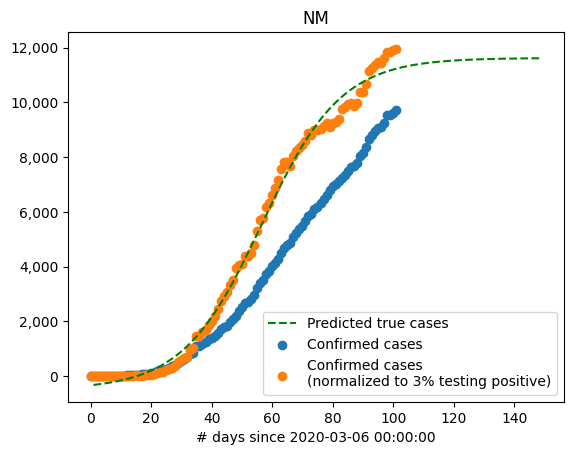 NM
12,000
10,000
8,000
6,000
4,000
2,000
0
Predicted true cases
Confirmed cases
Confirmed cases
(normalized to 3% testing positive)
0 20 40 60 80 100 120 140
# days since 2020-03-06 00:00:00